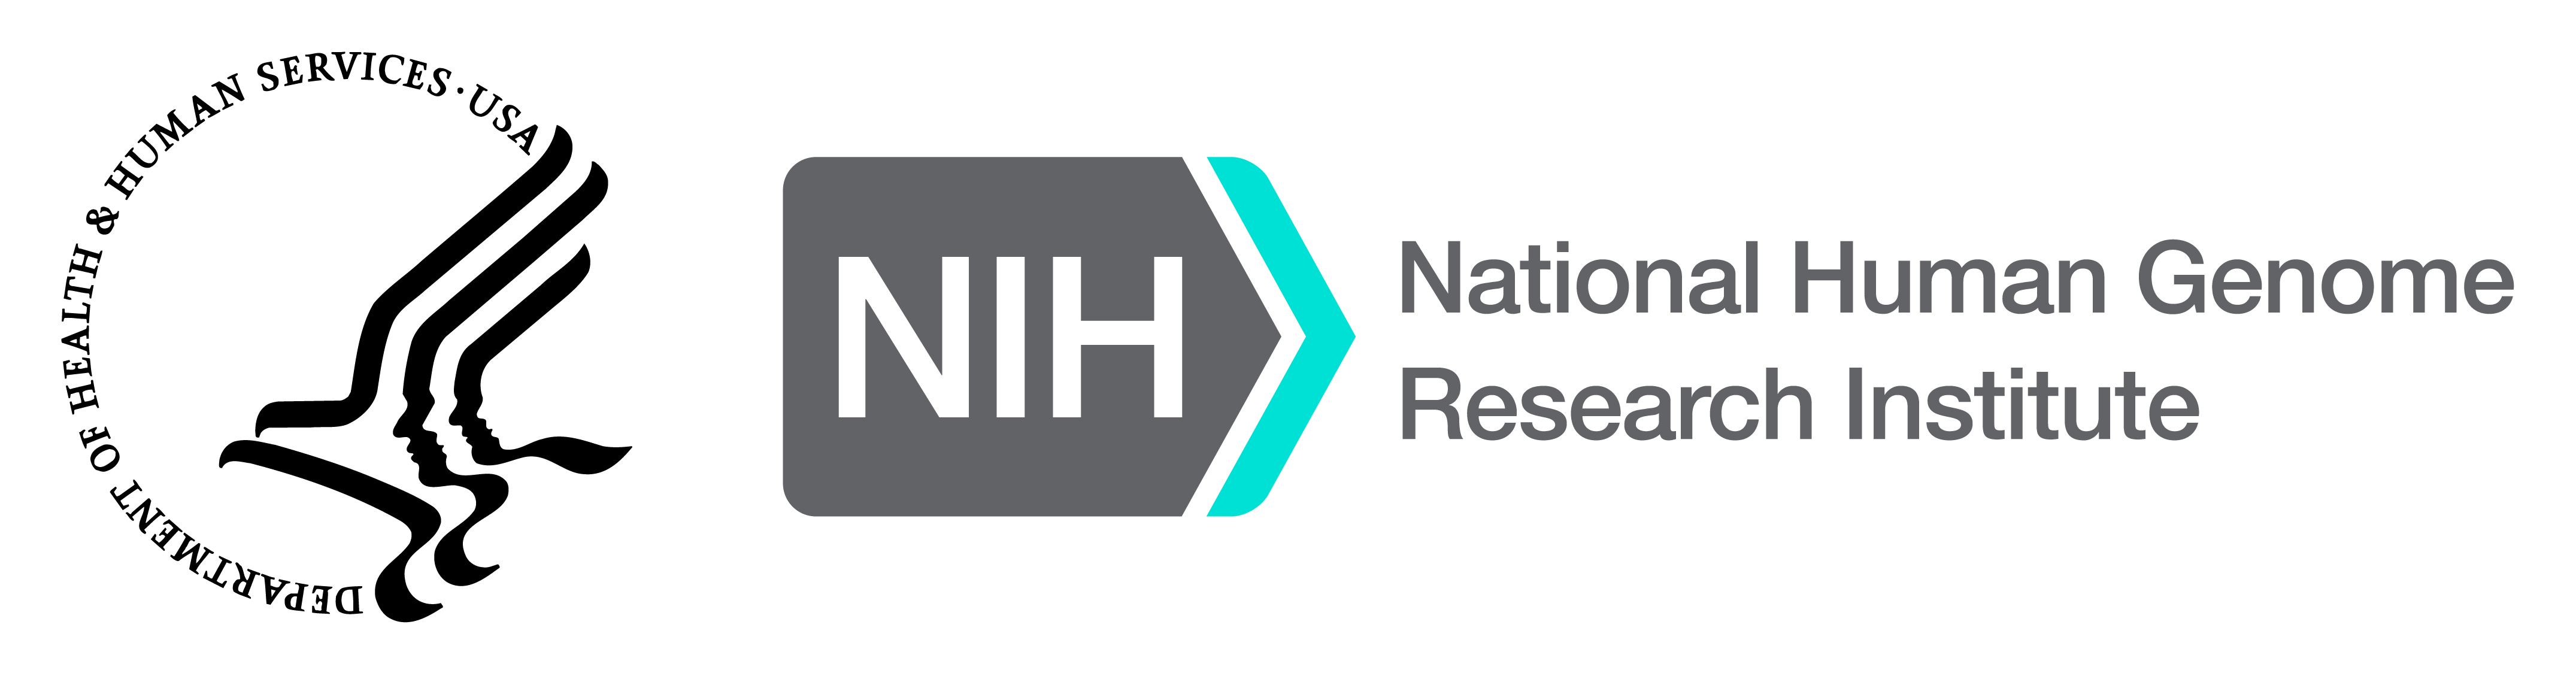 DEPARTMENT OF HEALTH & HUMAN SERVICES · USA
NIH
National Human Genome
Research Institute